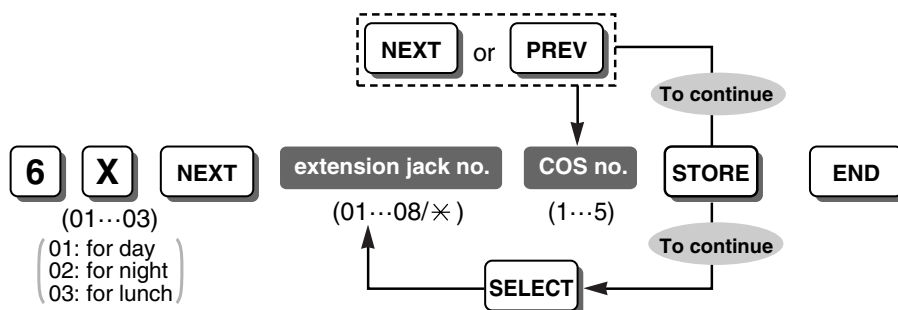 NEXT or PREV
To continue
6 X NEXT extension jack no. COS no. STORE END
(01···03) (01···08/✳) (1···5)
01: for day
02: for night
03: for lunch
To continue
SELECT